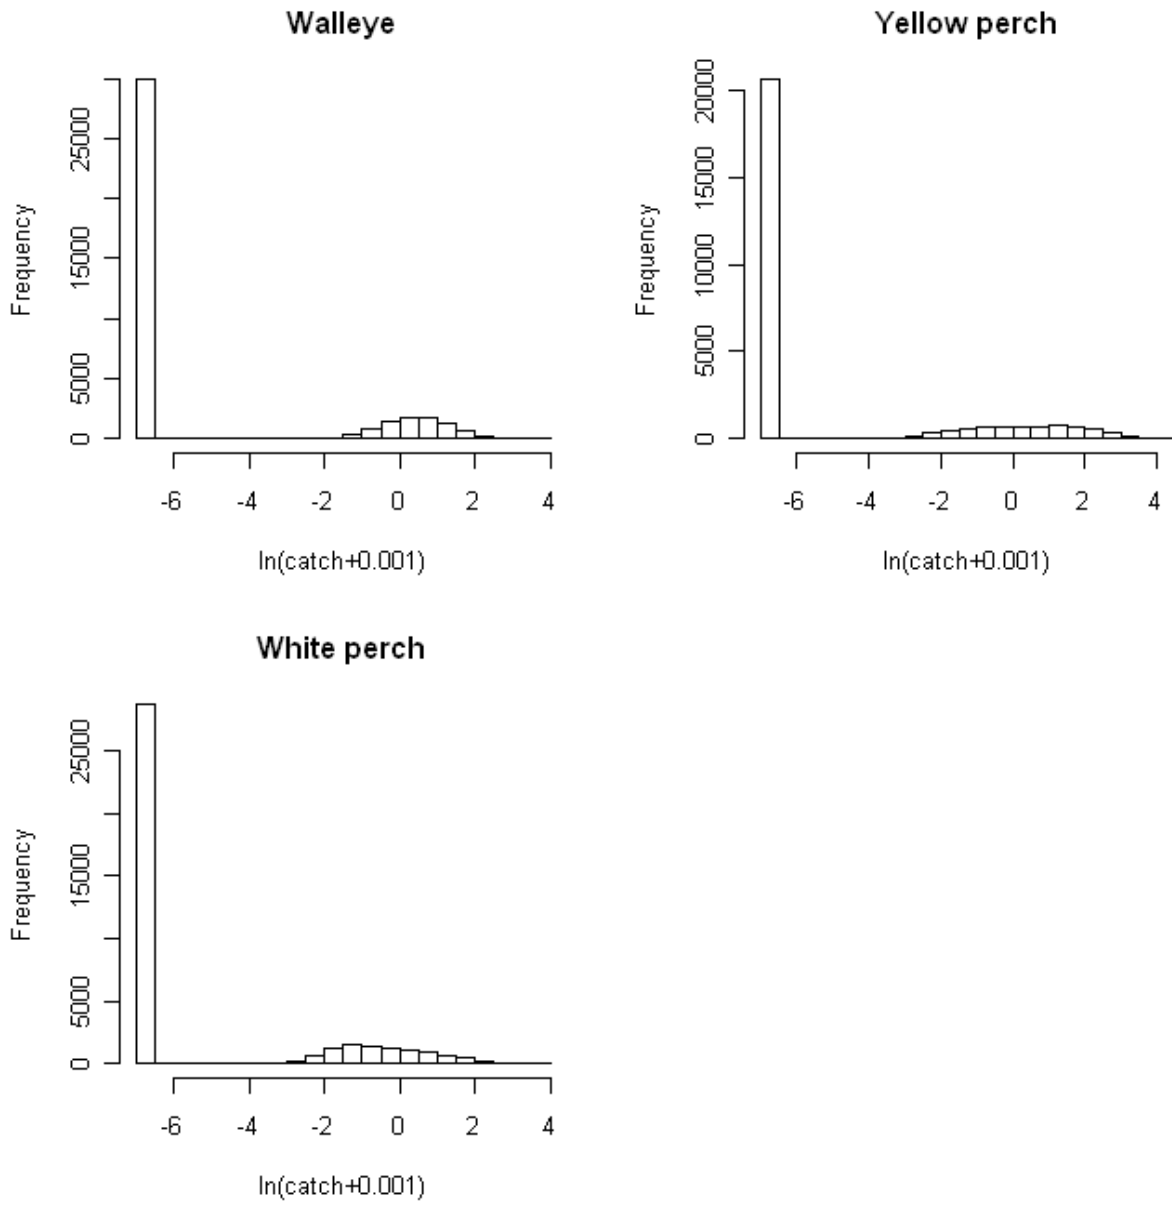 Walleye
Frequency
0 5000 15000 25000
-6 -4 -2 0 2 4
ln(catch+0.001)
Yellow perch
Frequency
0 5000 10000 15000 20000
-6 -4 -2 0 2 4
ln(catch+0.001)
White perch
Frequency
0 5000 15000 25000
-6 -4 -2 0 2 4
ln(catch+0.001)